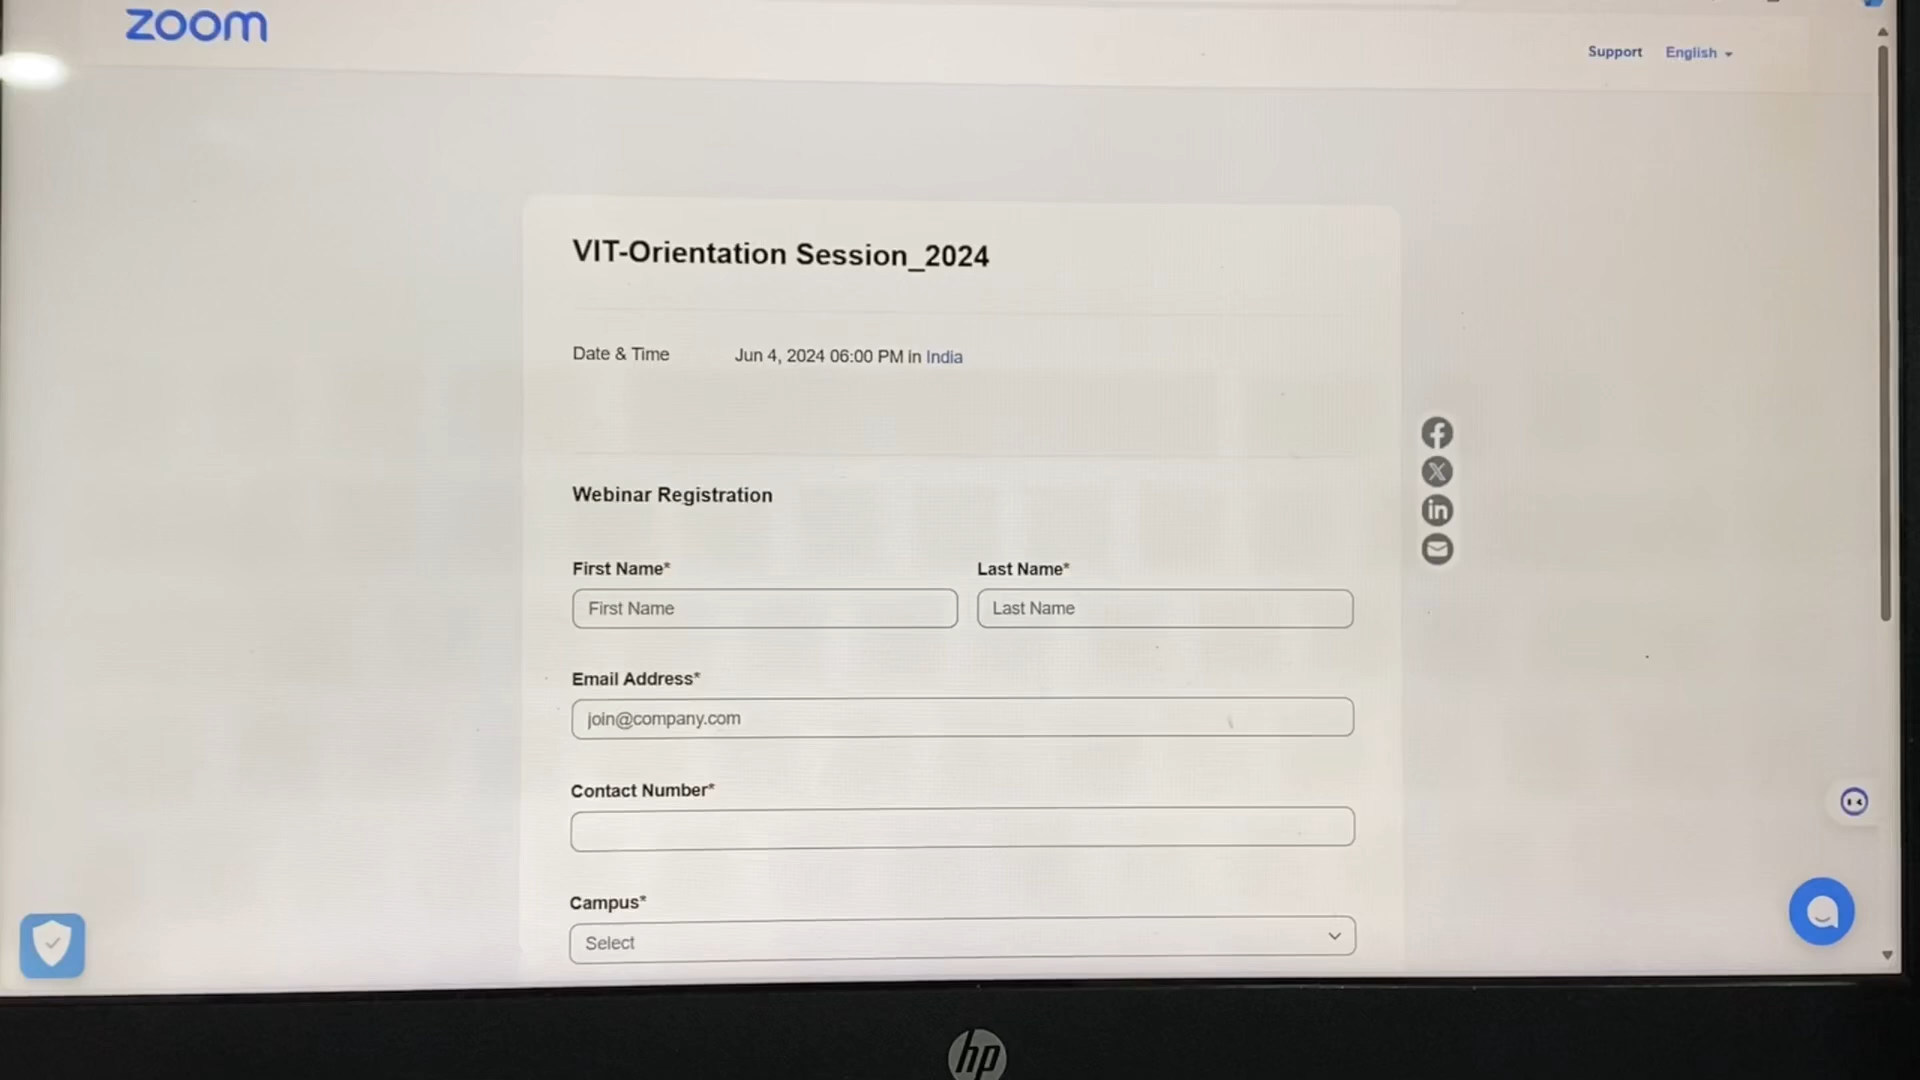 zoom
Support English
VIT-Orientation Session_2024
Date & Time Jun 4, 2024 06:00 PM in India
Webinar Registration
First Name* Last Name*
First Name Last Name
Email Address*
join@company.com
Contact Number*
Campus*
Select
hp